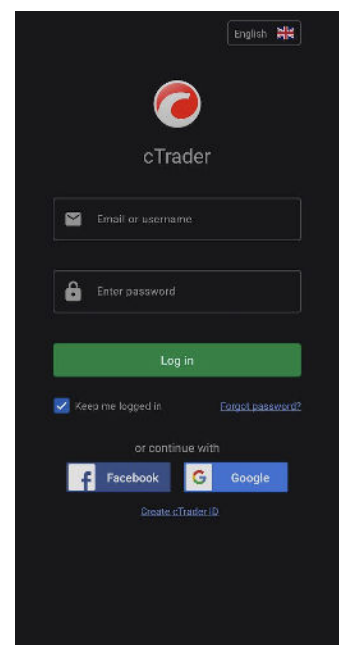 English
cTrader
Email or username
Enter password
Log in
Keep me logged in
Forgot password?
or continue with
Facebook
Google
Create cTrader ID